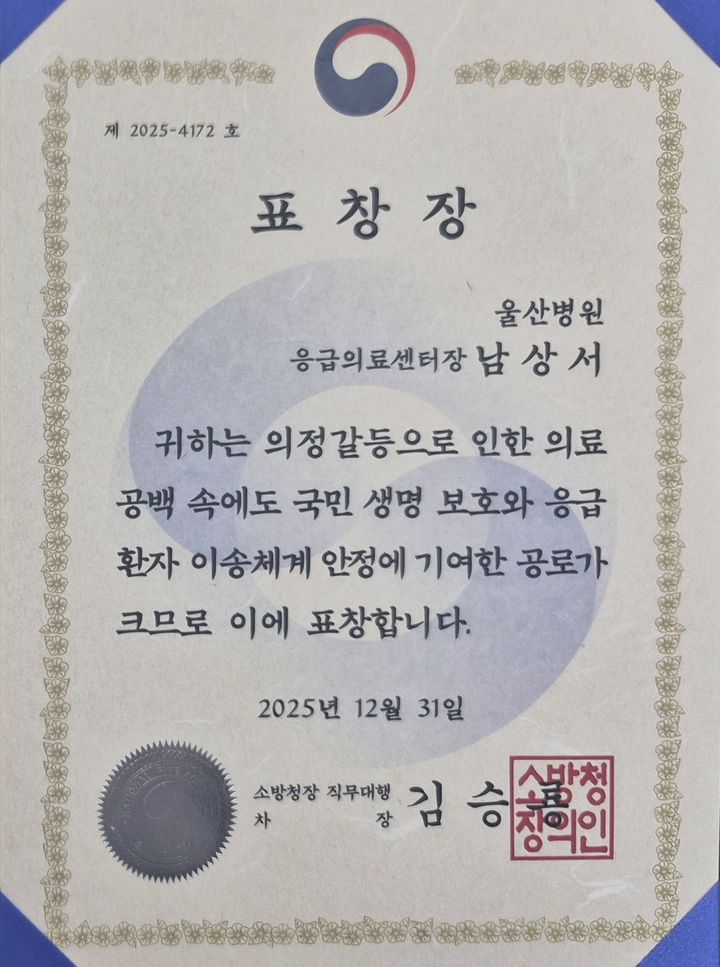 제 2025-4172 호
표 창 장
울산병원
응급의료센터장 남 상 서
귀하는 의정갈등으로 인한 의료
공백 속에도 국민 생명 보호와 응급
환자 이송체계 안정에 기여한 공로가
크므로 이에 표창합니다.
2025년 12월 31일
소방청장 직무대행
차 장 김 승 룡
소방청
장의인